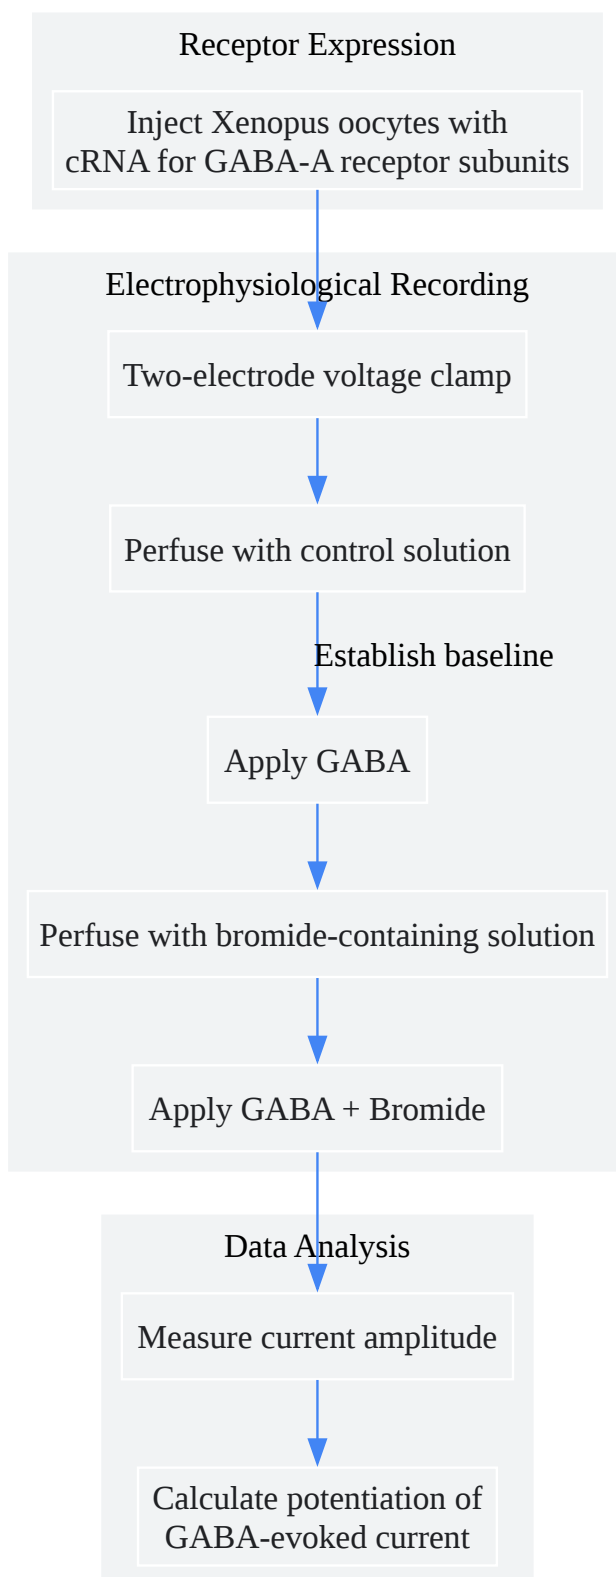 Receptor Expression
Inject Xenopus oocytes with
cRNA for GABA-A receptor subunits
Electrophysiological Recording
Two-electrode voltage clamp
Perfuse with control solution
Establish baseline
Apply GABA
Perfuse with bromide-containing solution
Apply GABA + Bromide
Data Analysis
Measure current amplitude
Calculate potentiation of
GABA-evoked current